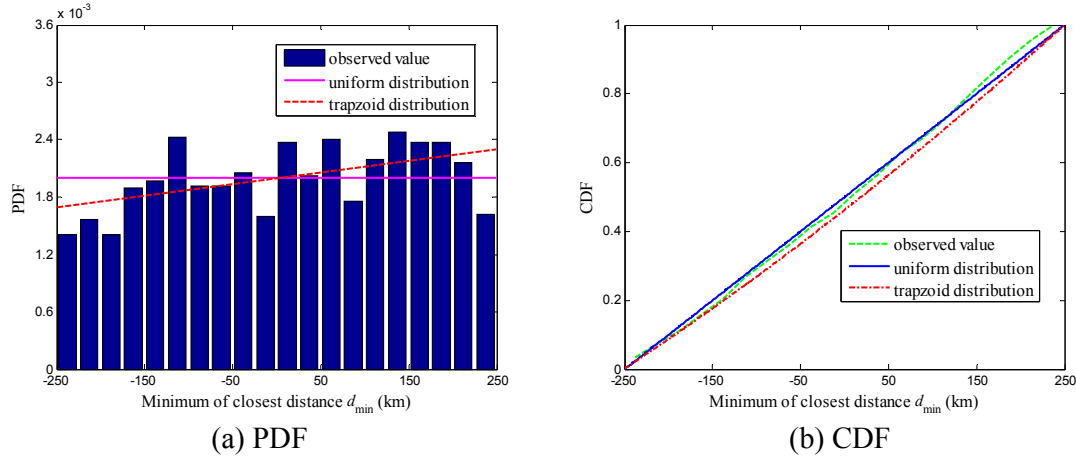 × 10⁻³
3.6
3
2.4
1.8
1.2
0.6
0
PDF
observed value
uniform distribution
trapzoid distribution
-250 -150 -50 50 150 250
Minimum of closest distance d_min (km)
(a) PDF
1
0.8
0.6
0.4
0.2
0
CDF
observed value
uniform distribution
trapzoid distribution
-250 -150 -50 50 150 250
Minimum of closest distance d_min (km)
(b) CDF